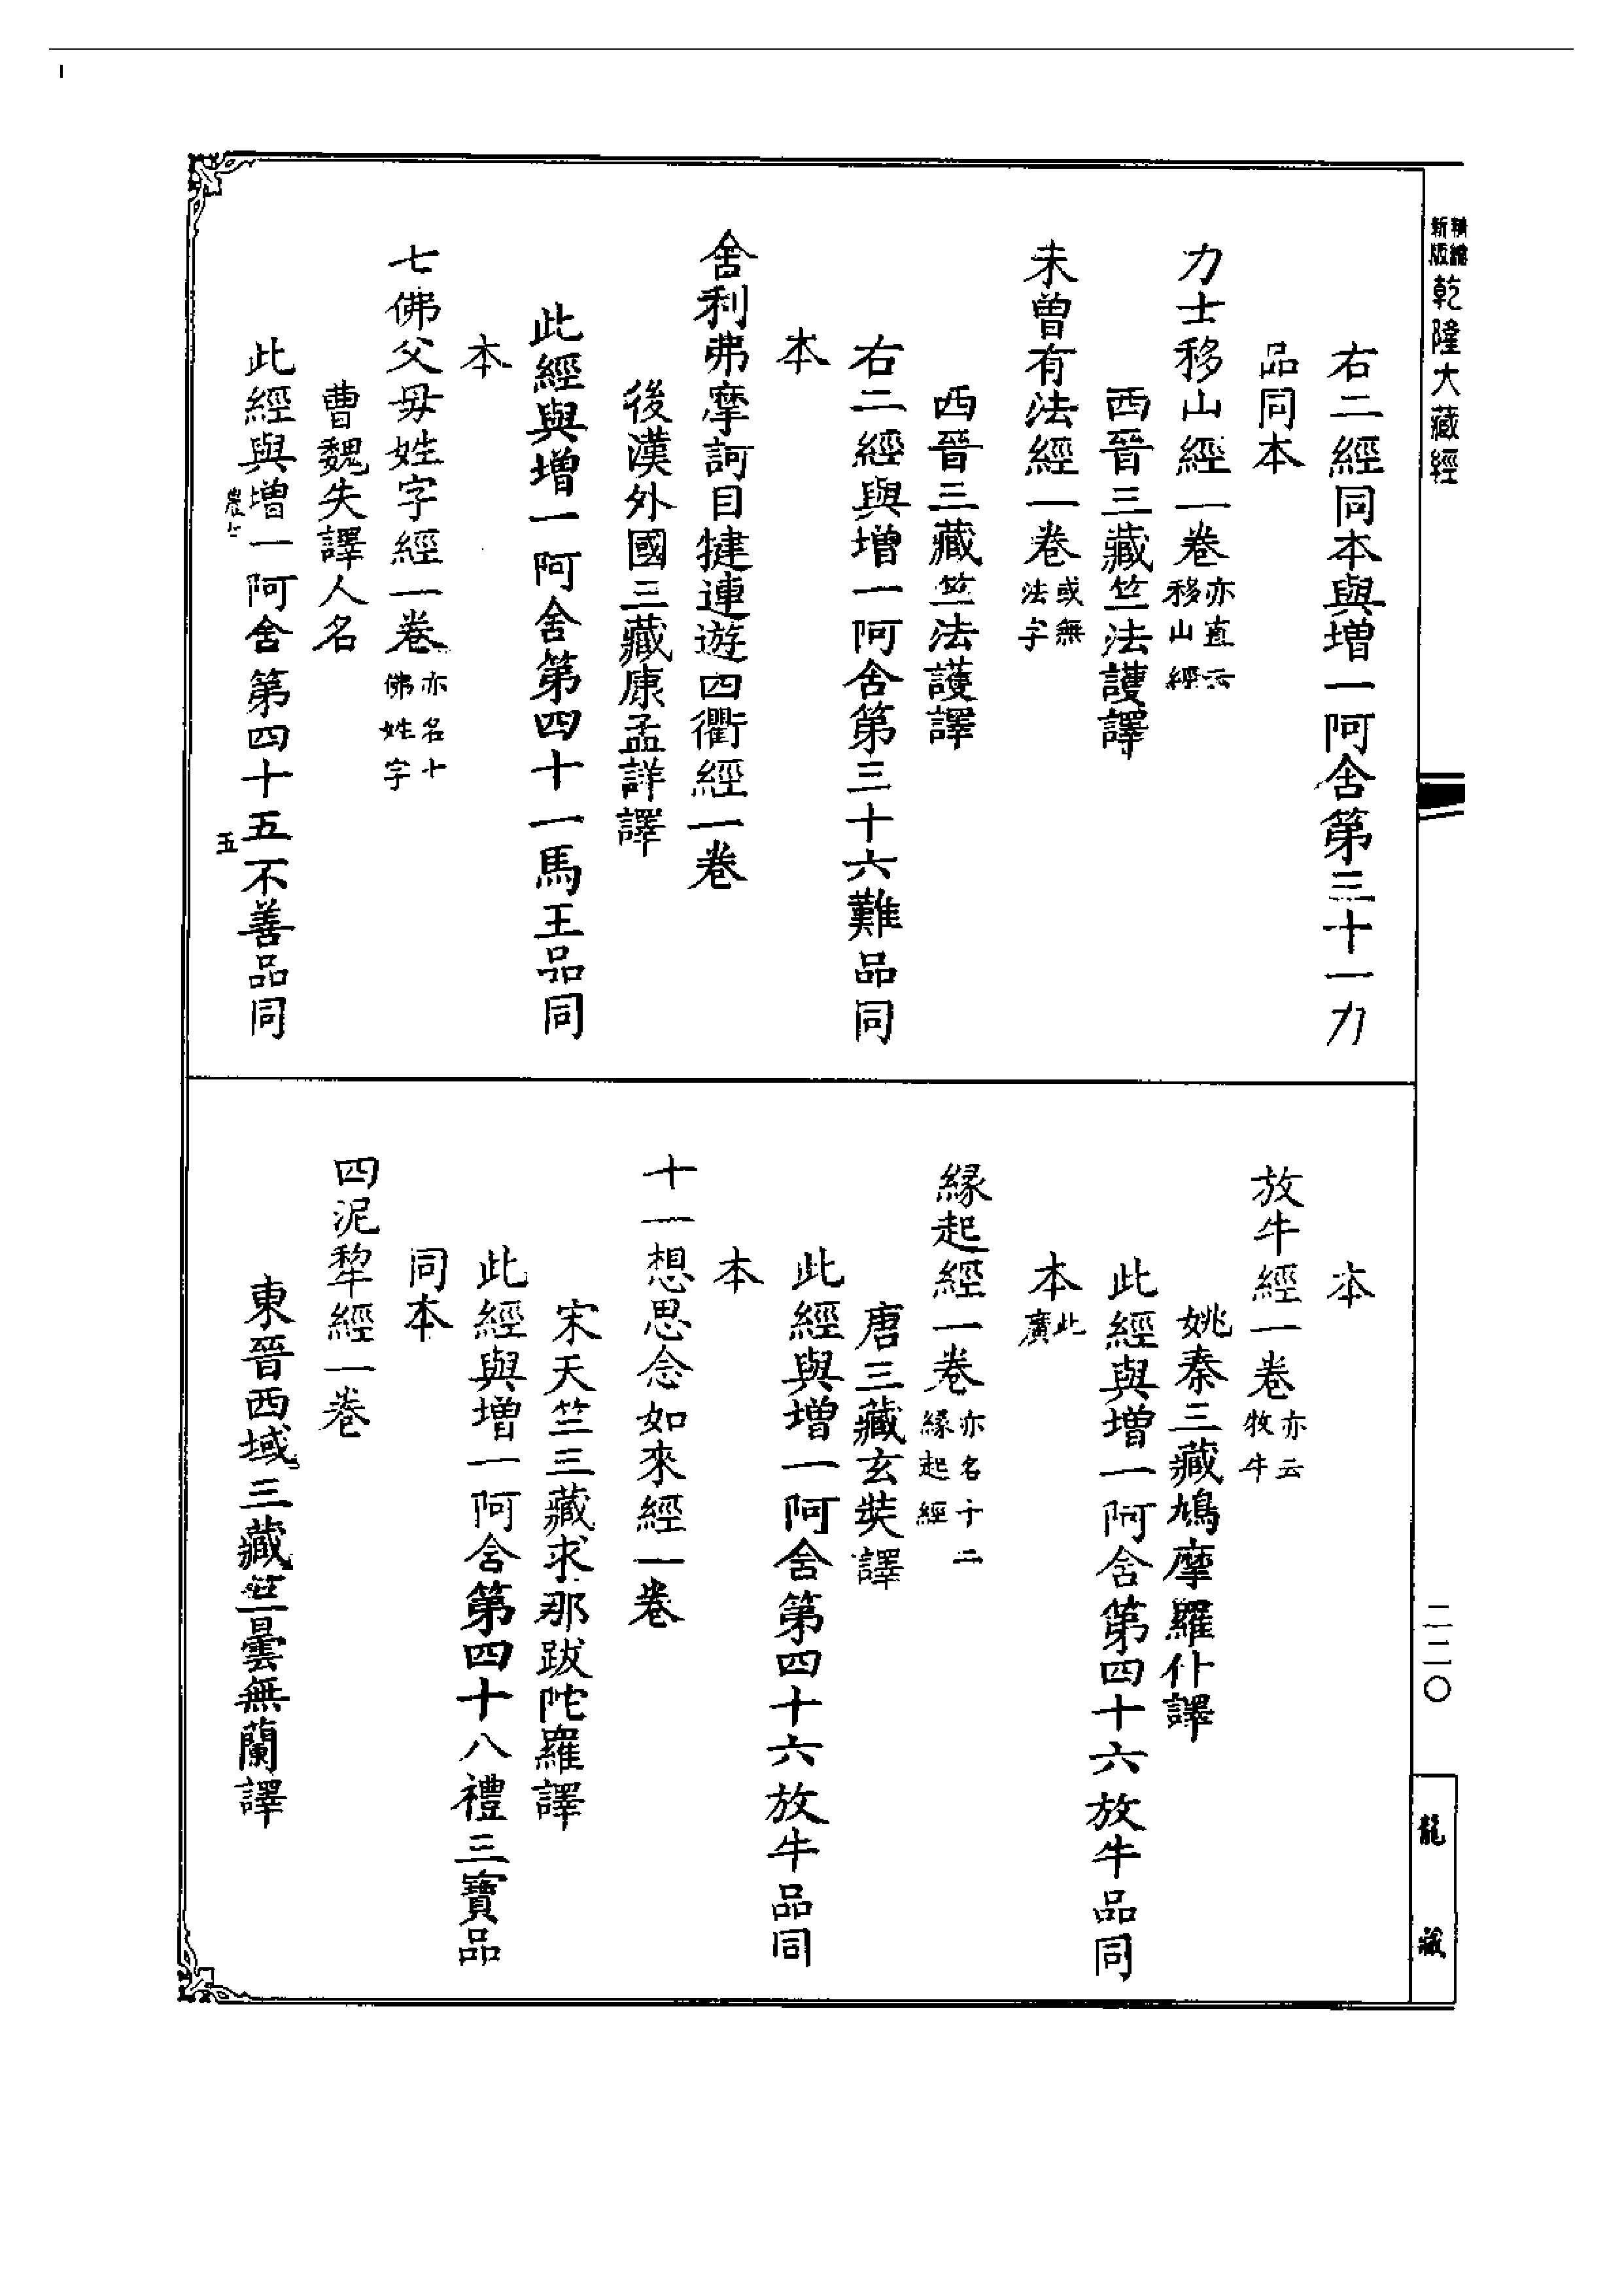 精編
新版
乾隆大藏經
右二經同本與增一阿含第三十一力
品同本
力士移山經一卷亦直云移山經
西晉三藏竺法護譯
未曾有法經一卷或無法字
西晉三藏竺法護譯
右二經與增一阿含第三十六難品同
本
舍利弗摩訶目揵連遊四衢經一卷
後漢外國三藏康孟詳譯
此經與增一阿含第四十一馬王品同
本
七佛父母姓字經一卷亦名七佛姓字
曹魏失譯人名
此經與增一阿含第四十五不善品同
五
本
放牛經一卷亦云牧牛
姚秦三藏鳩摩羅什譯
此經與增一阿含第四十六放牛品同
本此廣
緣起經一卷亦名十二緣起經
唐三藏玄奘譯
此經與增一阿含第四十六放牛品同
本
十一想思念如來經一卷
宋天竺三藏求那跋陀羅譯
此經與增一阿含第四十八禮三寶品
同本
四泥犂經一卷
東晉西域三藏竺曇無蘭譯
二二〇
龍藏